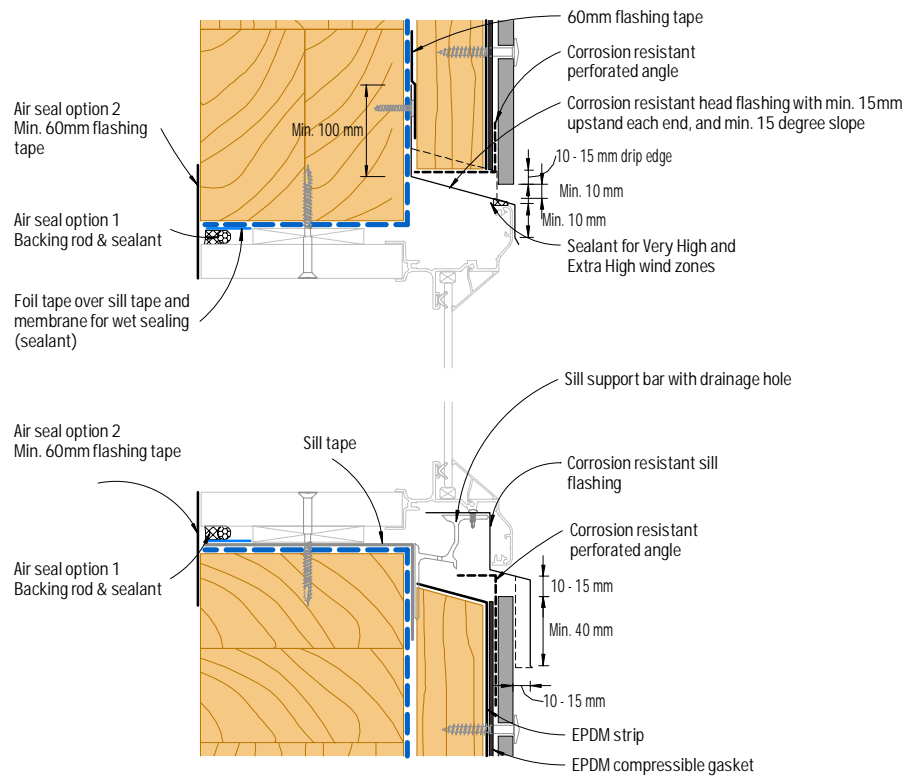 60mm flashing tape
Corrosion resistant
perforated angle
Air seal option 2
Min. 60mm flashing
tape
Corrosion resistant head flashing with min. 15mm
upstand each end, and min. 15 degree slope
Min. 100 mm
10 - 15 mm drip edge
Min. 10 mm
Min. 10 mm
Air seal option 1
Backing rod & sealant
Sealant for Very High and
Extra High wind zones
Foil tape over sill tape and
membrane for wet sealing
(sealant)
Sill support bar with drainage hole
Air seal option 2
Min. 60mm flashing tape
Sill tape
Corrosion resistant sill
flashing
Corrosion resistant
perforated angle
Air seal option 1
Backing rod & sealant
10 - 15 mm
Min. 40 mm
10 - 15 mm
EPDM strip
EPDM compressible gasket